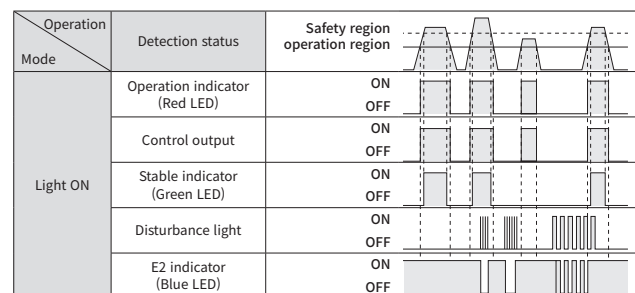 Operation
Mode
Detection status
Safety region
operation region
Light ON
Operation indicator
(Red LED)
ON
OFF
Control output
ON
OFF
Stable indicator
(Green LED)
ON
OFF
Disturbance light
ON
OFF
E2 indicator
(Blue LED)
ON
OFF